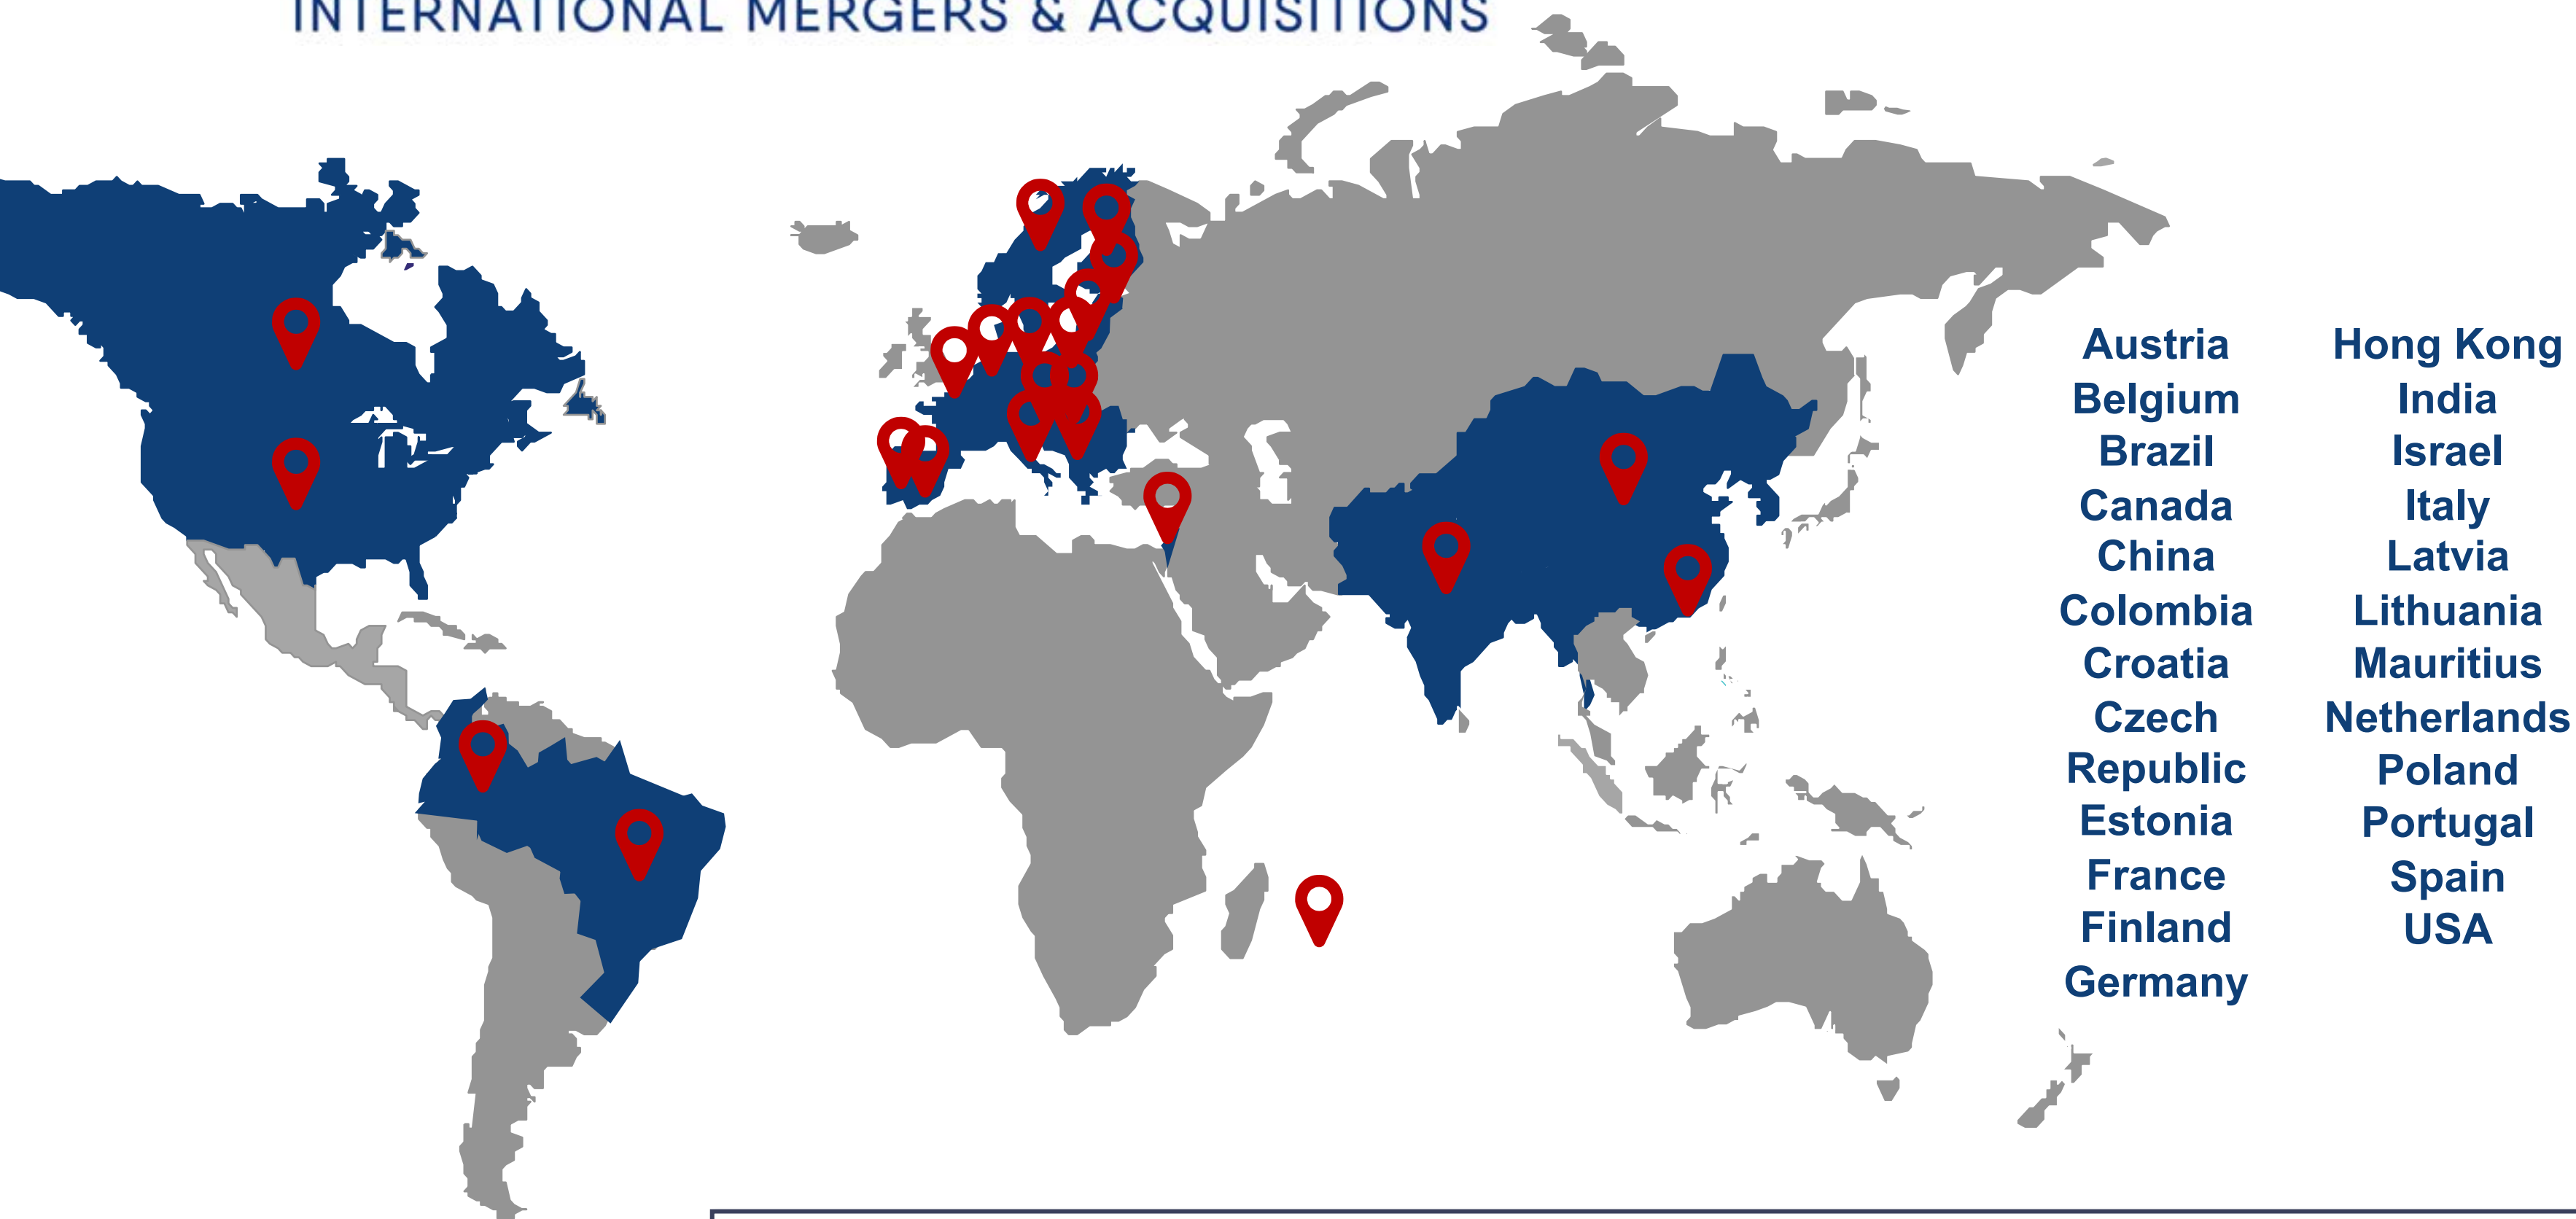 INTERNATIONAL MERGERS & ACQUISITIONS
Austria
Belgium
Brazil
Canada
China
Colombia
Croatia
Czech
Republic
Estonia
France
Finland
Germany
Hong Kong
India
Israel
Italy
Latvia
Lithuania
Mauritius
Netherlands
Poland
Portugal
Spain
USA